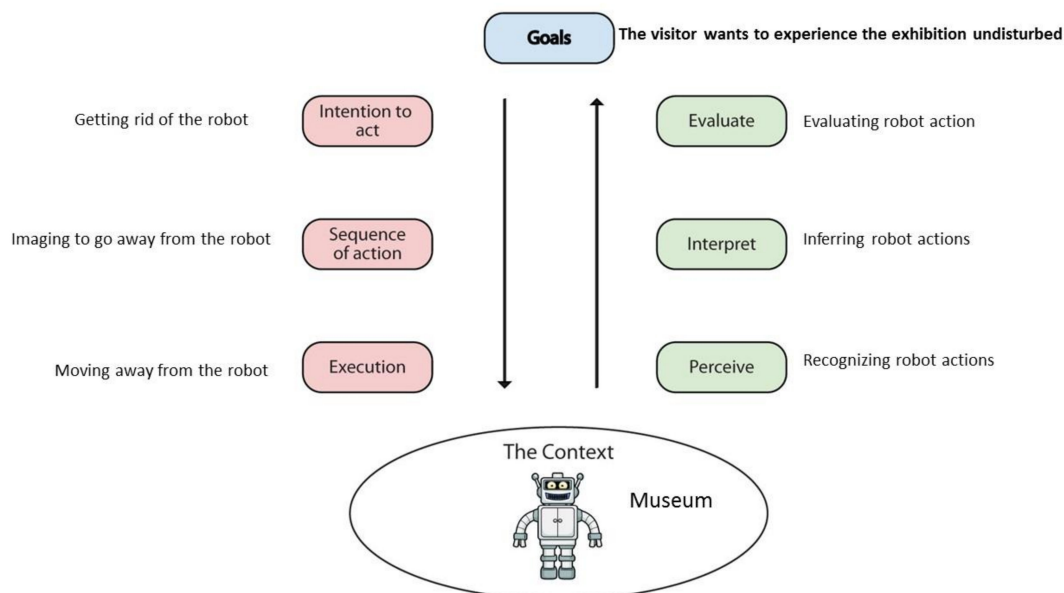 Goals
The visitor wants to experience the exhibition undisturbed
Getting rid of the robot
Intention to
act
Evaluate
Evaluating robot action
Imaging to go away from the robot
Sequence
of action
Interpret
Inferring robot actions
Moving away from the robot
Execution
Perceive
Recognizing robot actions
The Context
Museum